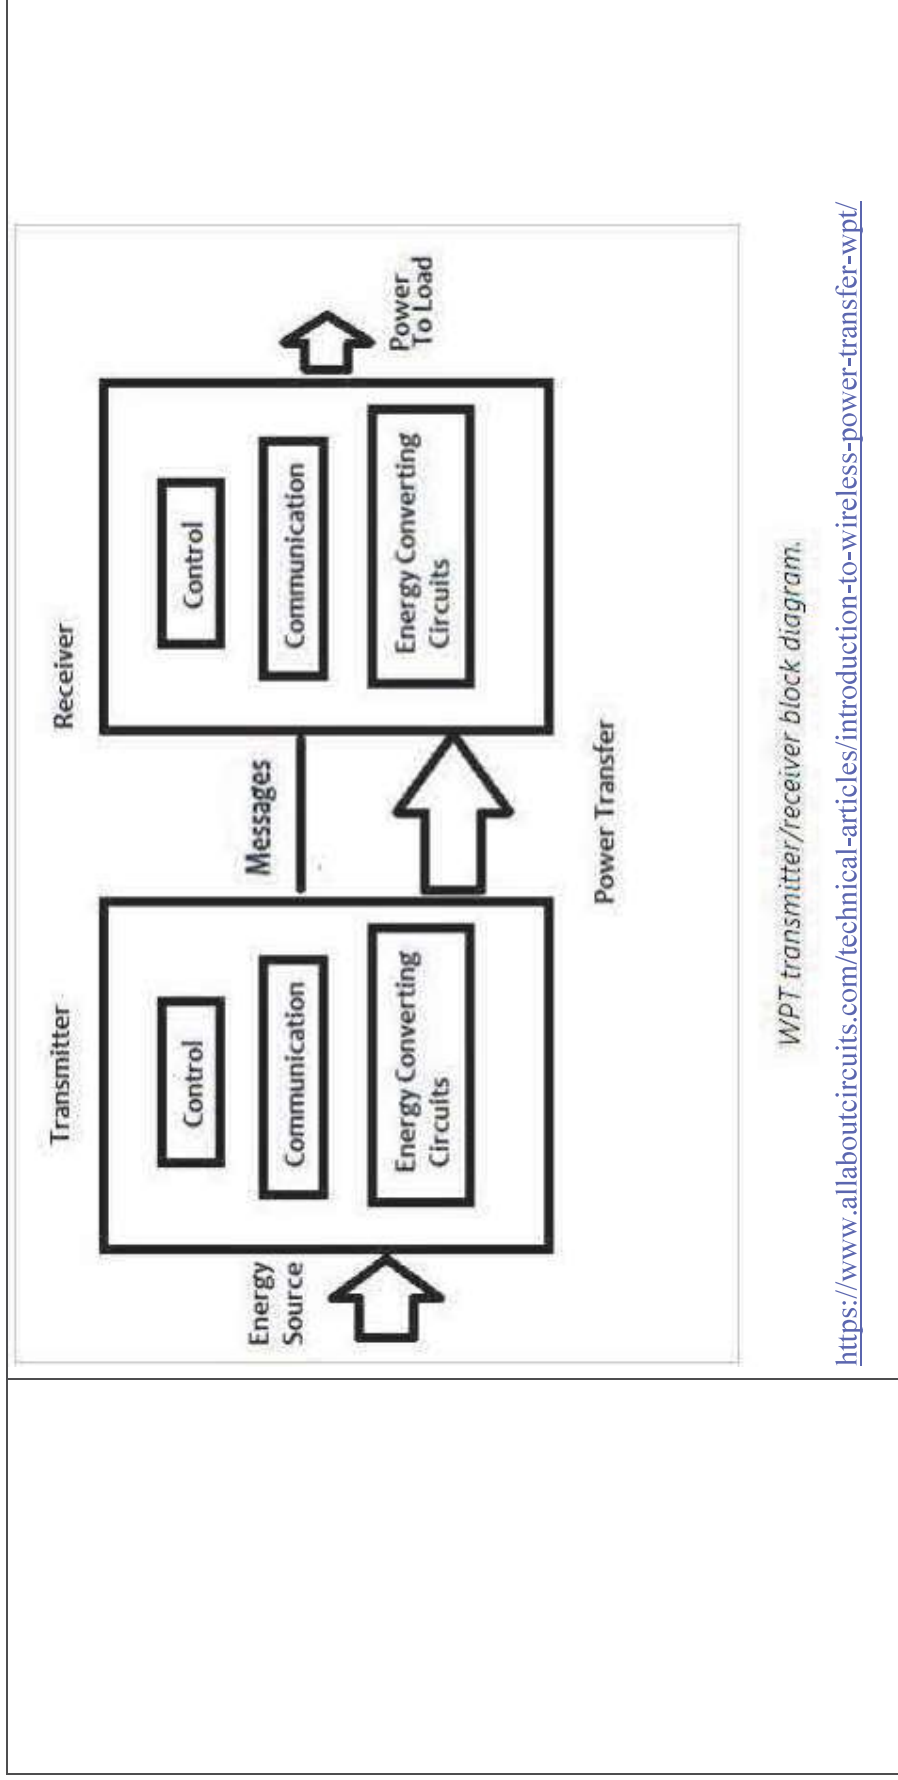 Transmitter
Receiver
Energy
Source
Control
Communication
Energy Converting
Circuits
Messages
Power Transfer
Control
Communication
Energy Converting
Circuits
Power
To Load
WPT transmitter/receiver block diagram.
https://www.allaboutcircuits.com/technical-articles/introduction-to-wireless-power-transfer-wpt/